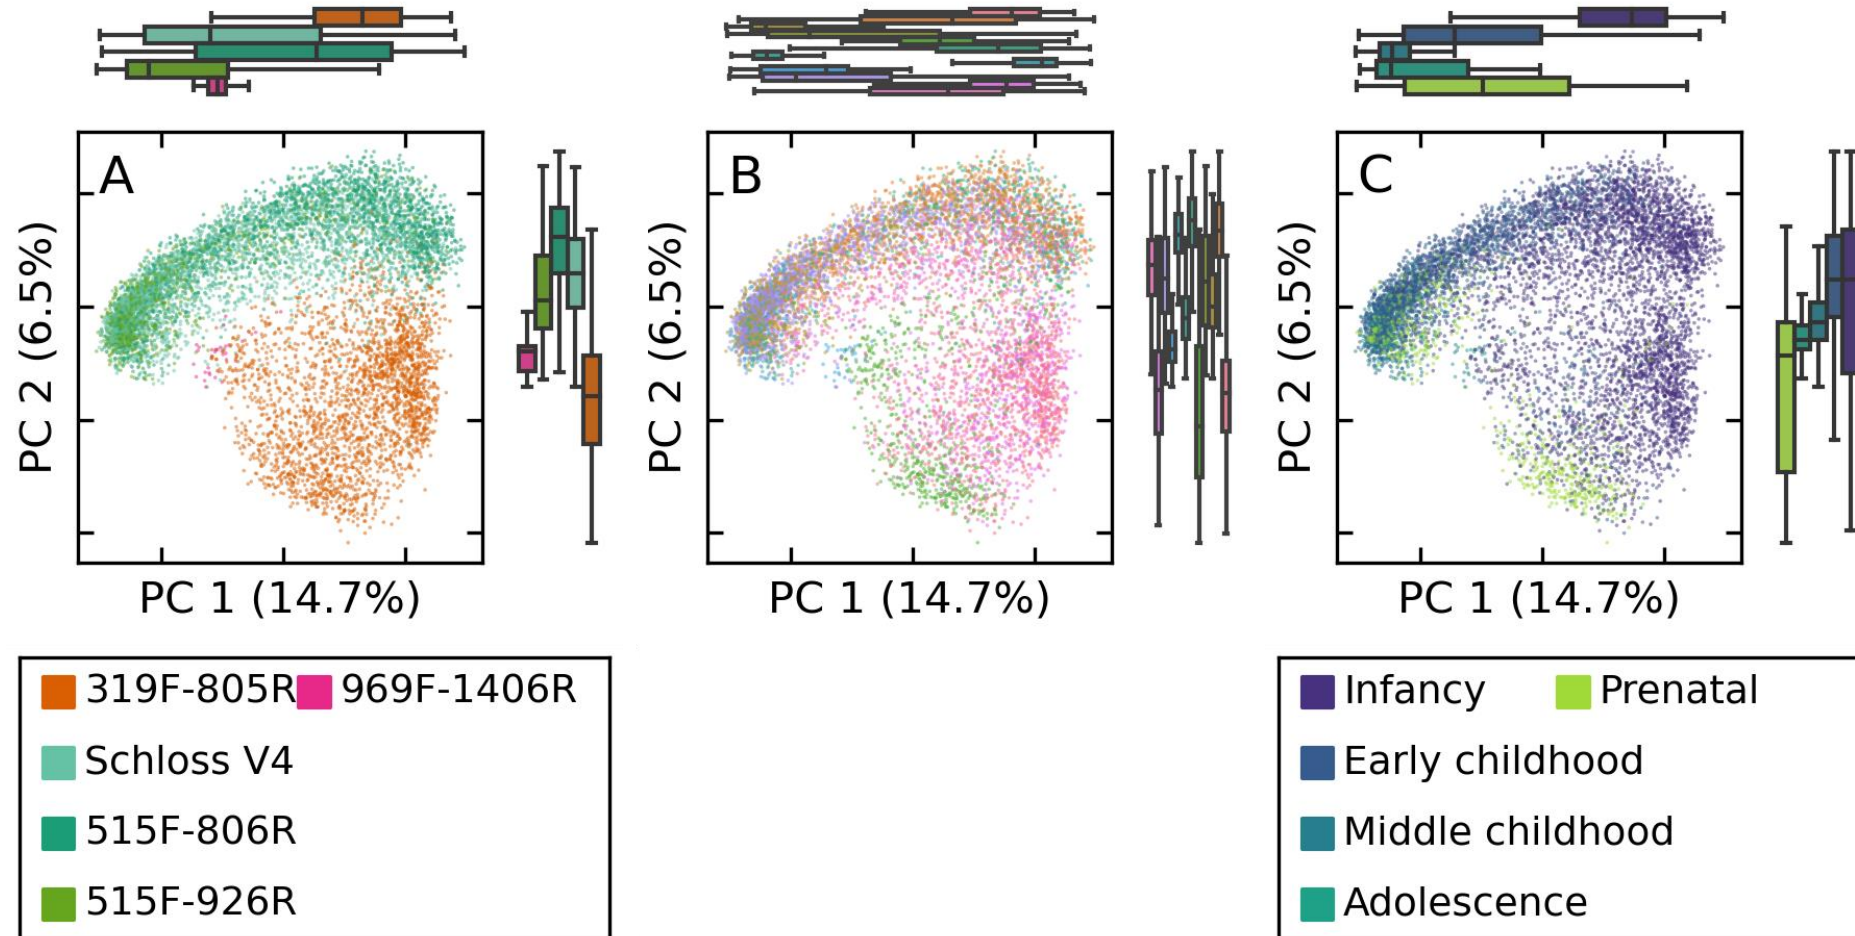 A
B
C
PC 2 (6.5%)
PC 2 (6.5%)
PC 2 (6.5%)
PC 1 (14.7%)
PC 1 (14.7%)
PC 1 (14.7%)
319F-805R 969F-1406R
Schloss V4
515F-806R
515F-926R
Infancy Prenatal
Early childhood
Middle childhood
Adolescence